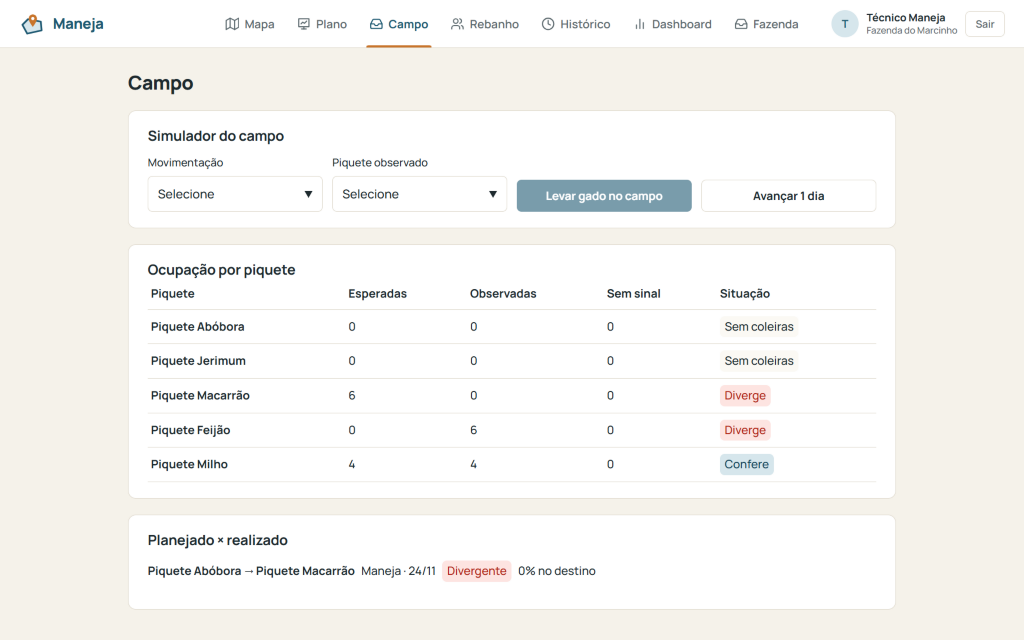 Maneja
Mapa
Plano
Campo
Rebanho
Histórico
Dashboard
Fazenda
T
Técnico Maneja
Fazenda do Marcinho
Sair
Campo
Simulador do campo
Movimentação
Piquete observado
Selecione
Selecione
Levar gado no campo
Avançar 1 dia
Ocupação por piquete
Piquete Esperadas Observadas Sem sinal Situação
Piquete Abóbora 0 0 0 Sem coleiras
Piquete Jerimum 0 0 0 Sem coleiras
Piquete Macarrão 6 0 0 Diverge
Piquete Feijão 0 6 0 Diverge
Piquete Milho 4 4 0 Confere
Planejado × realizado
Piquete Abóbora → Piquete Macarrão Maneja · 24/11 Divergente 0% no destino